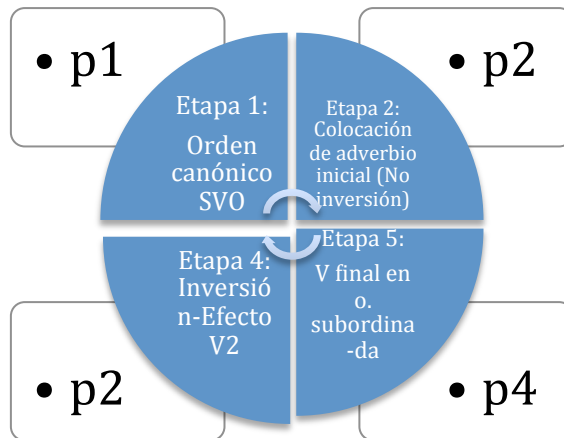 • p1
• p2
Etapa 1:
Orden
canónico
SVO
Etapa 2:
Colocación
de adverbio
inicial (No
inversión)
Etapa 4:
Inversió
n-Efecto
V2
Etapa 5:
V final en
o.
subordina
-da
• p2
• p4